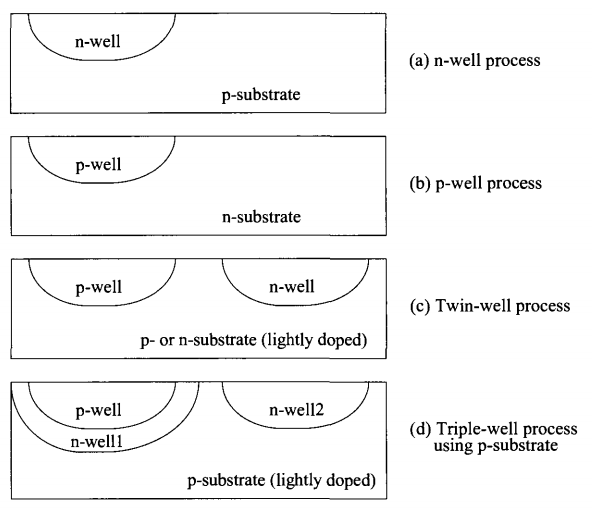 n-well
p-substrate
(a) n-well process
p-well
n-substrate
(b) p-well process
p-well
n-well
p- or n-substrate (lightly doped)
(c) Twin-well process
p-well
n-well1
n-well2
p-substrate (lightly doped)
(d) Triple-well process
using p-substrate